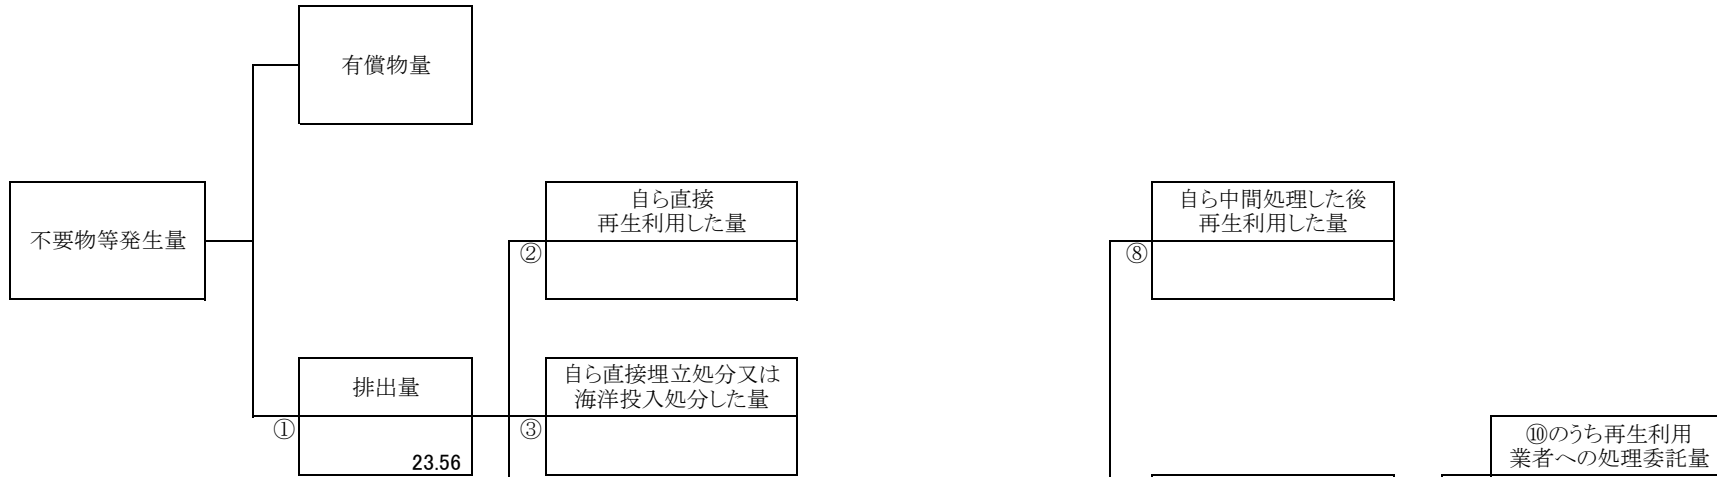 有償物量
不要物等発生量
自ら直接
再生利用した量
②
自ら中間処理した後
再生利用した量
⑧
排出量
①
23.56
自ら直接埋立処分又は
海洋投入処分した量
③
⑩のうち再生利用
業者への処理委託量